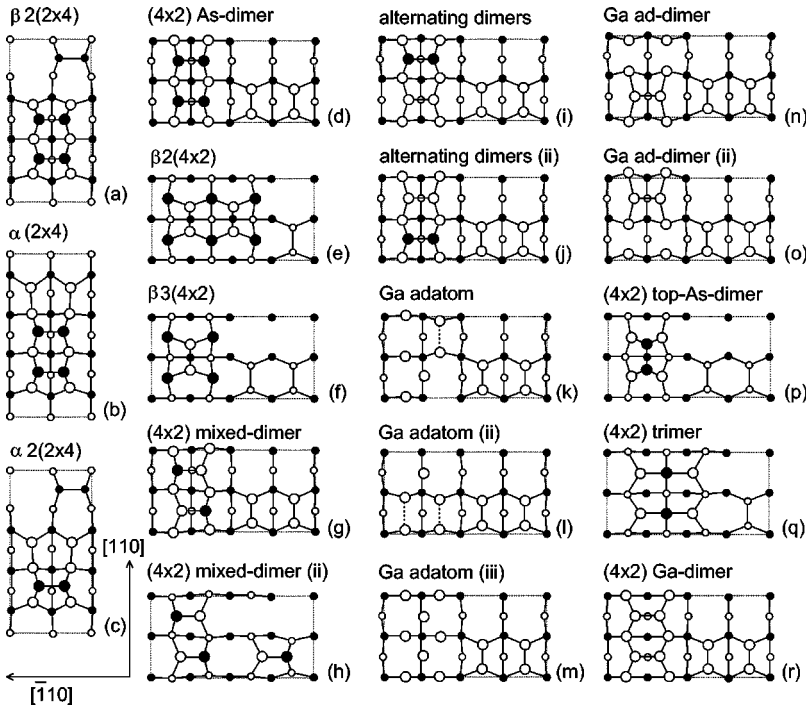 β2(2x4)
(a)
α(2x4)
(b)
α2(2x4)
(c)
[110]
[1̄10]
(4x2) As-dimer
(d)
β2(4x2)
(e)
β3(4x2)
(f)
(4x2) mixed-dimer
(g)
(4x2) mixed-dimer (ii)
(h)
alternating dimers
(i)
alternating dimers (ii)
(j)
Ga adatom
(k)
Ga adatom (ii)
(l)
Ga adatom (iii)
(m)
Ga ad-dimer
(n)
Ga ad-dimer (ii)
(o)
(4x2) top-As-dimer
(p)
(4x2) trimer
(q)
(4x2) Ga-dimer
(r)